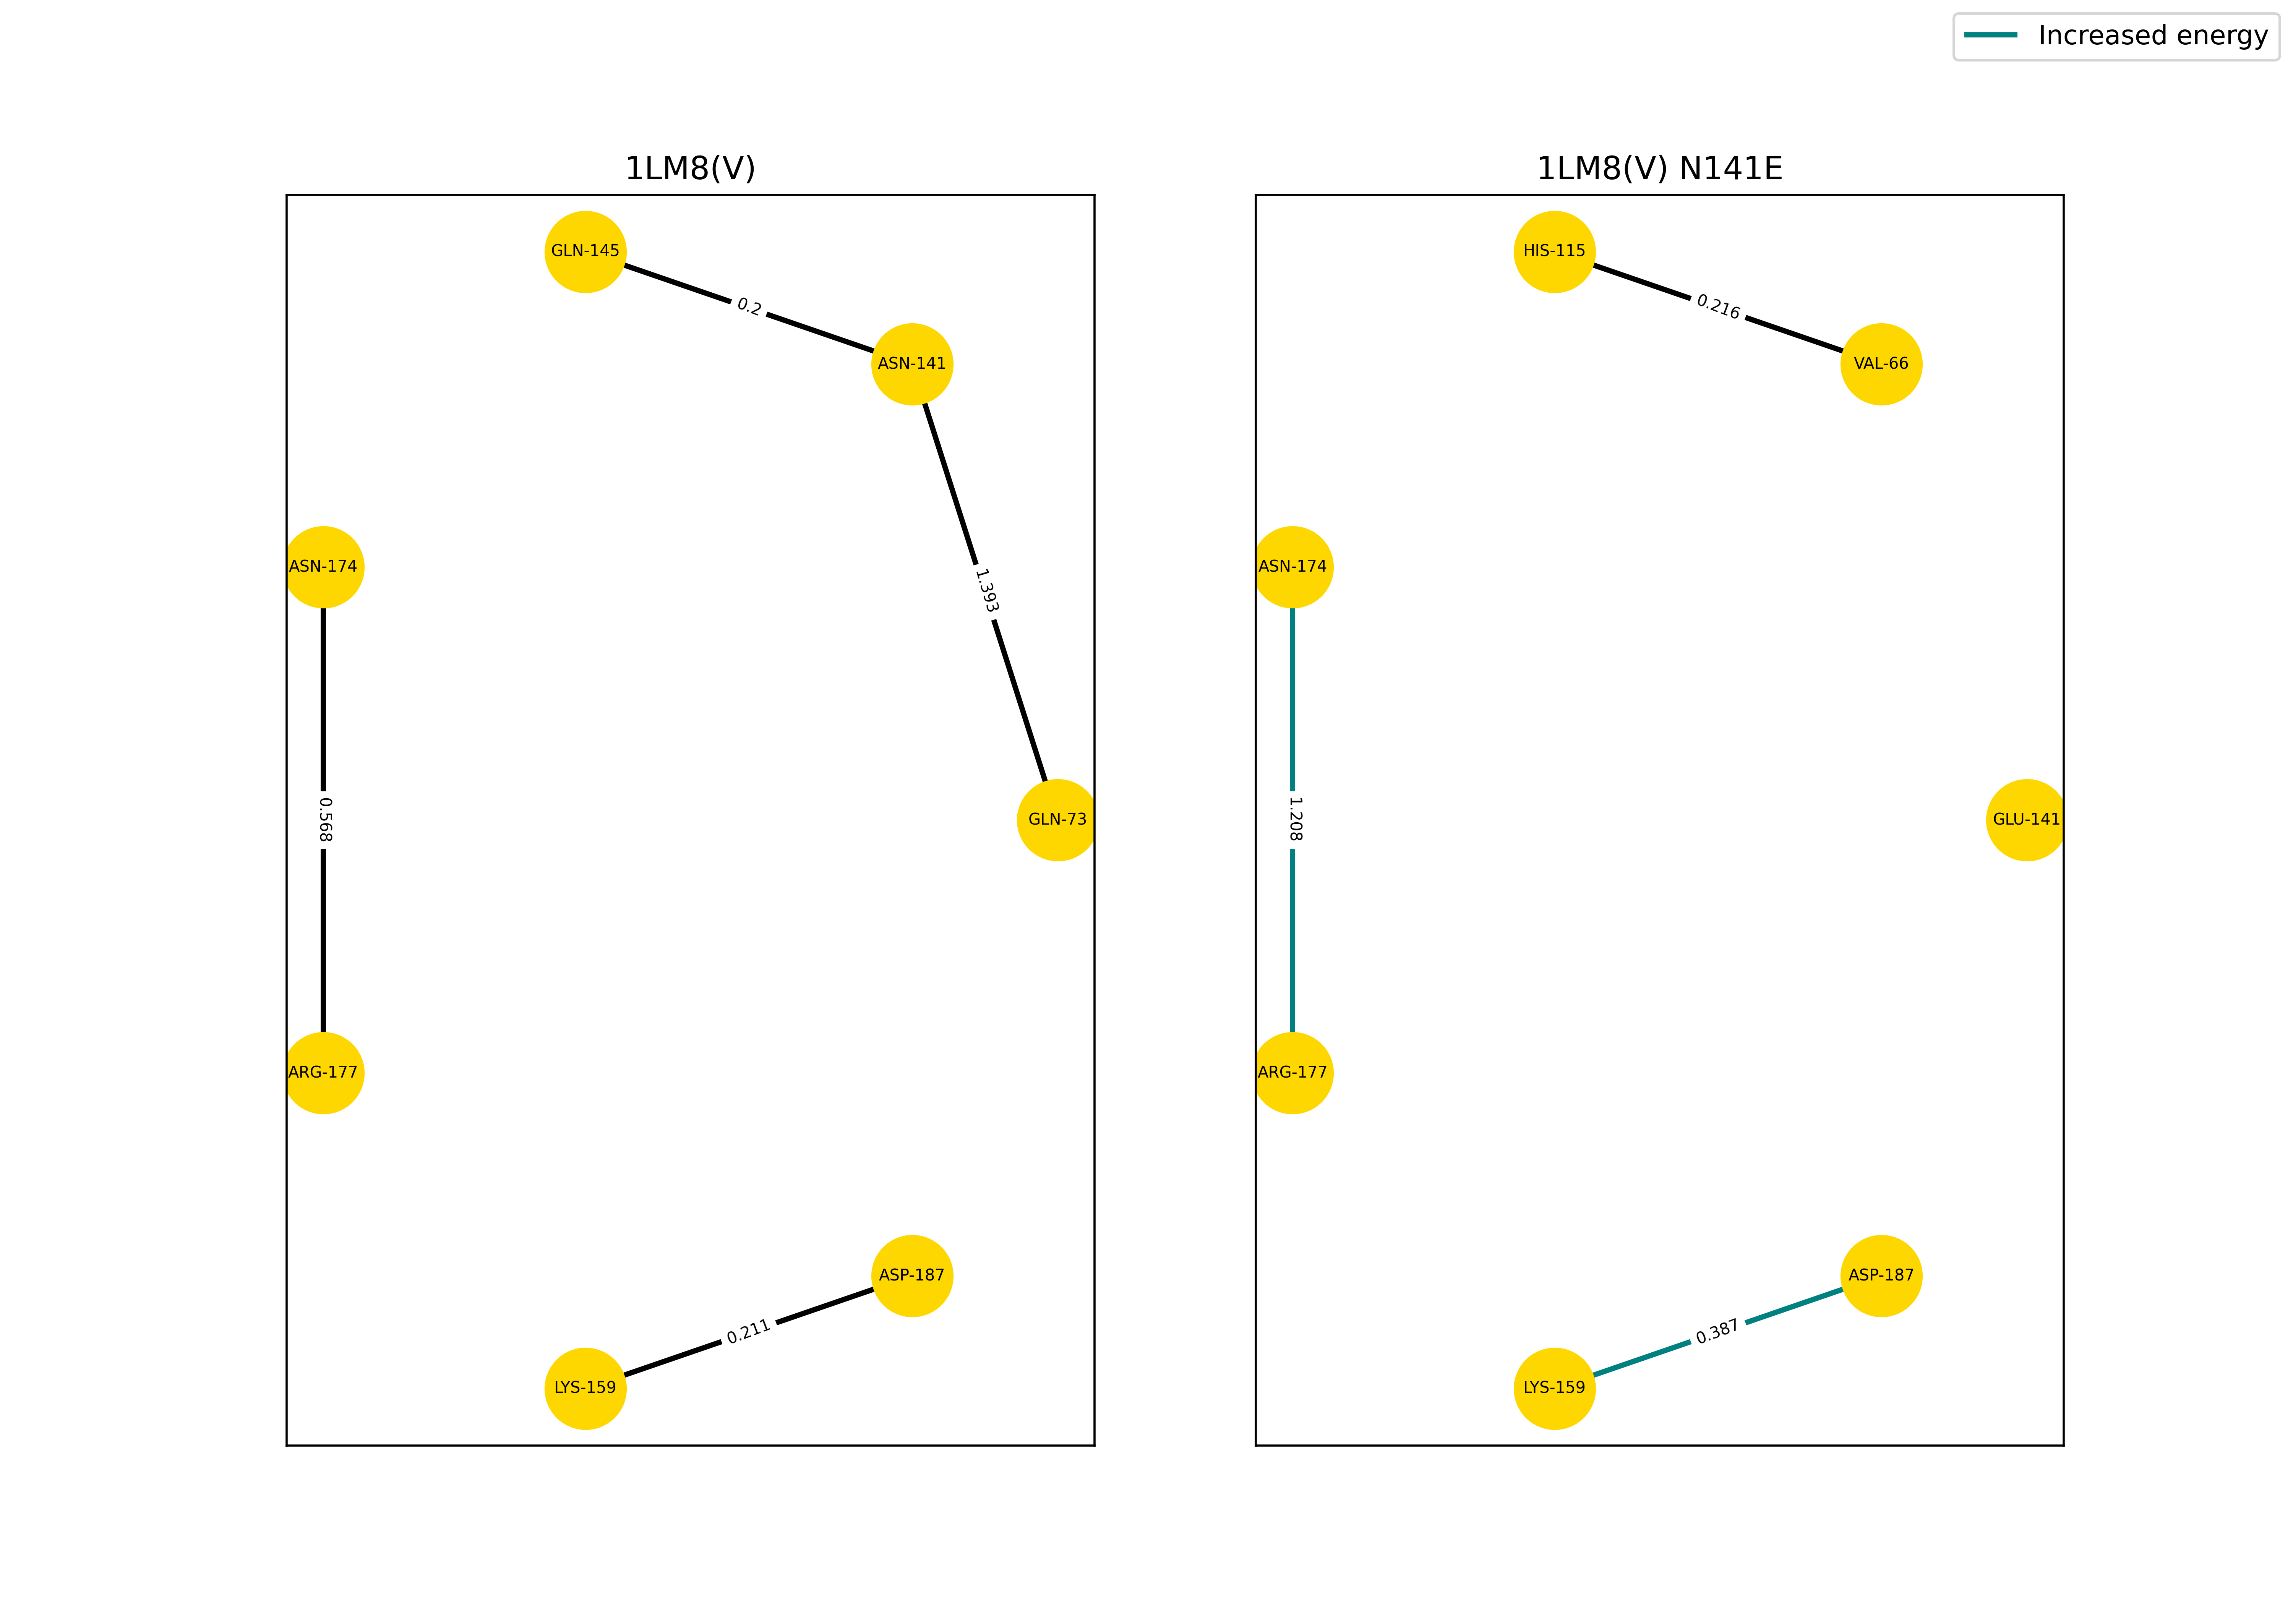 Increased energy
1LM8(V)
GLN-145
0.2
ASN-141
ASN-174
1.393
0.568
GLN-73
ARG-177
ASP-187
0.211
LYS-159
1LM8(V) N141E
HIS-115
0.216
VAL-66
ASN-174
1.208
GLU-141
ARG-177
ASP-187
0.387
LYS-159